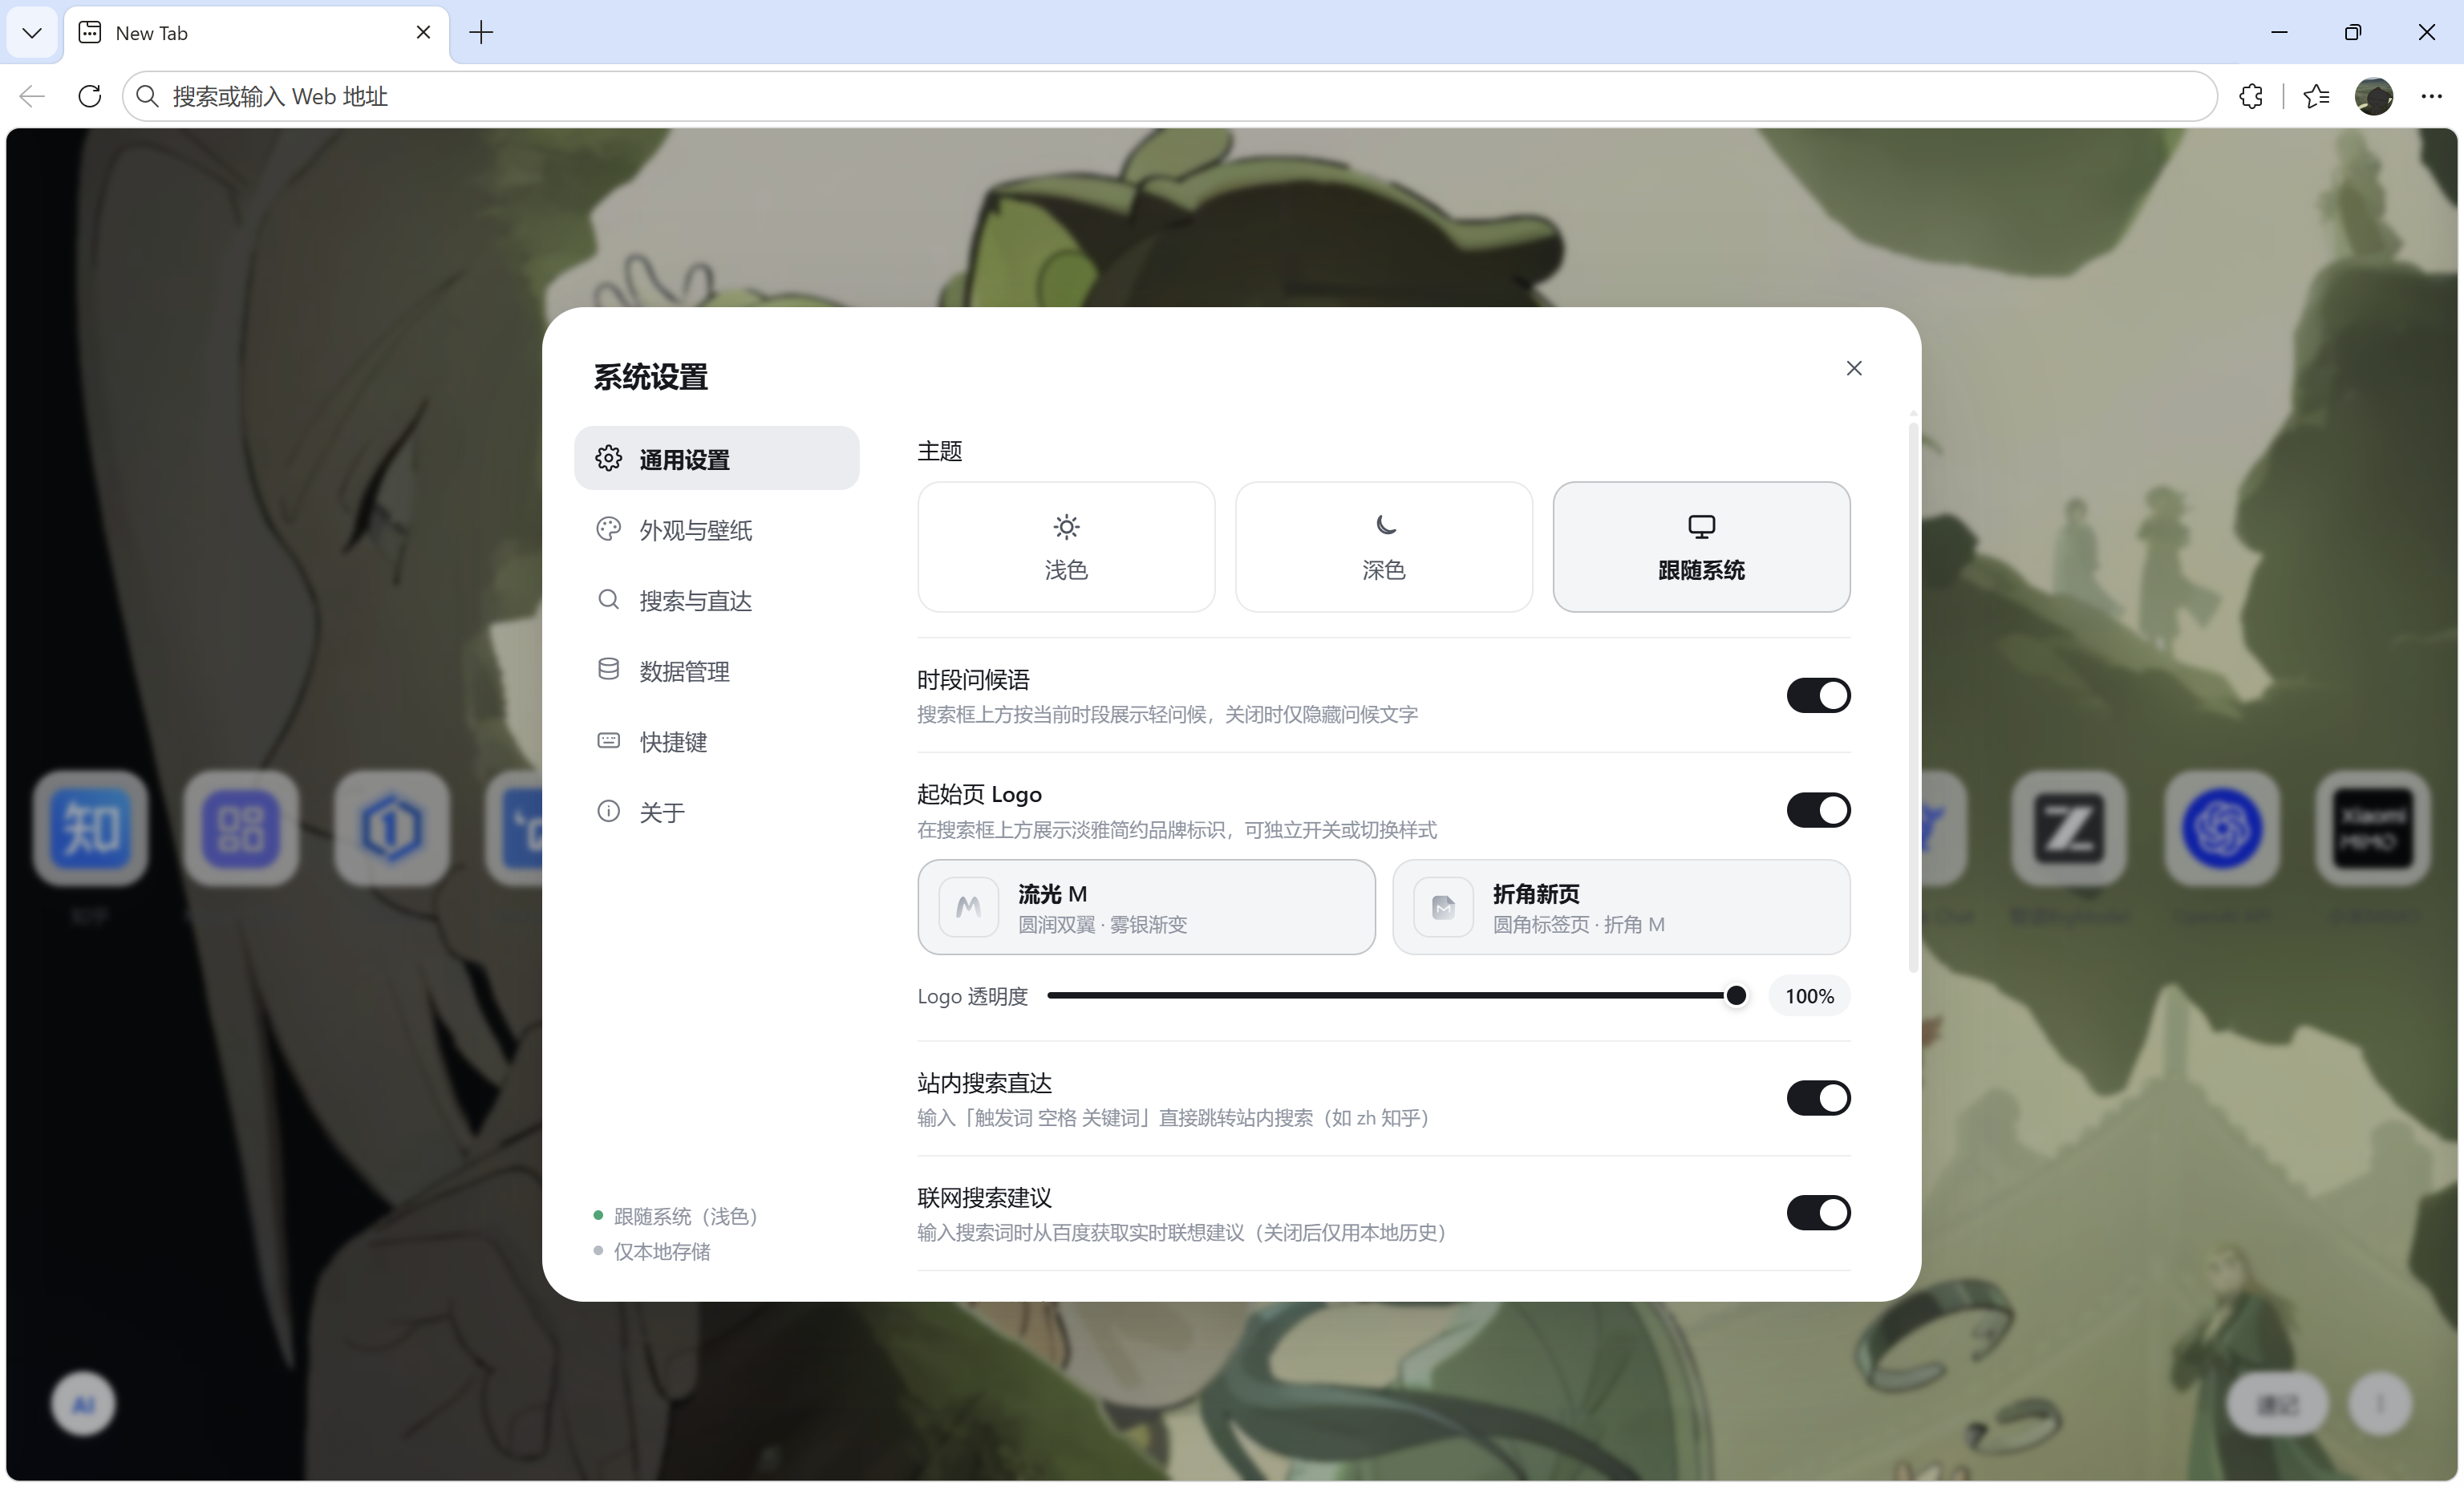 New Tab
搜索或输入 Web 地址
系统设置
通用设置
外观与壁纸
搜索与直达
数据管理
快捷键
关于
跟随系统（浅色）
仅本地存储
主题
浅色
深色
跟随系统
时段问候语
搜索框上方按当前时段展示轻问候，关闭时仅隐藏问候文字
起始页 Logo
在搜索框上方展示淡雅简约品牌标识，可独立开关或切换样式
流光 M
圆润双翼 · 雾银渐变
折角新页
圆角标签页 · 折角 M
Logo 透明度
100%
站内搜索直达
输入「触发词 空格 关键词」直接跳转站内搜索（如 zh 知乎）
联网搜索建议
输入搜索词时从百度获取实时联想建议（关闭后仅用本地历史）
知
知乎
Z
Xiaomi
MIMO
AI
速记